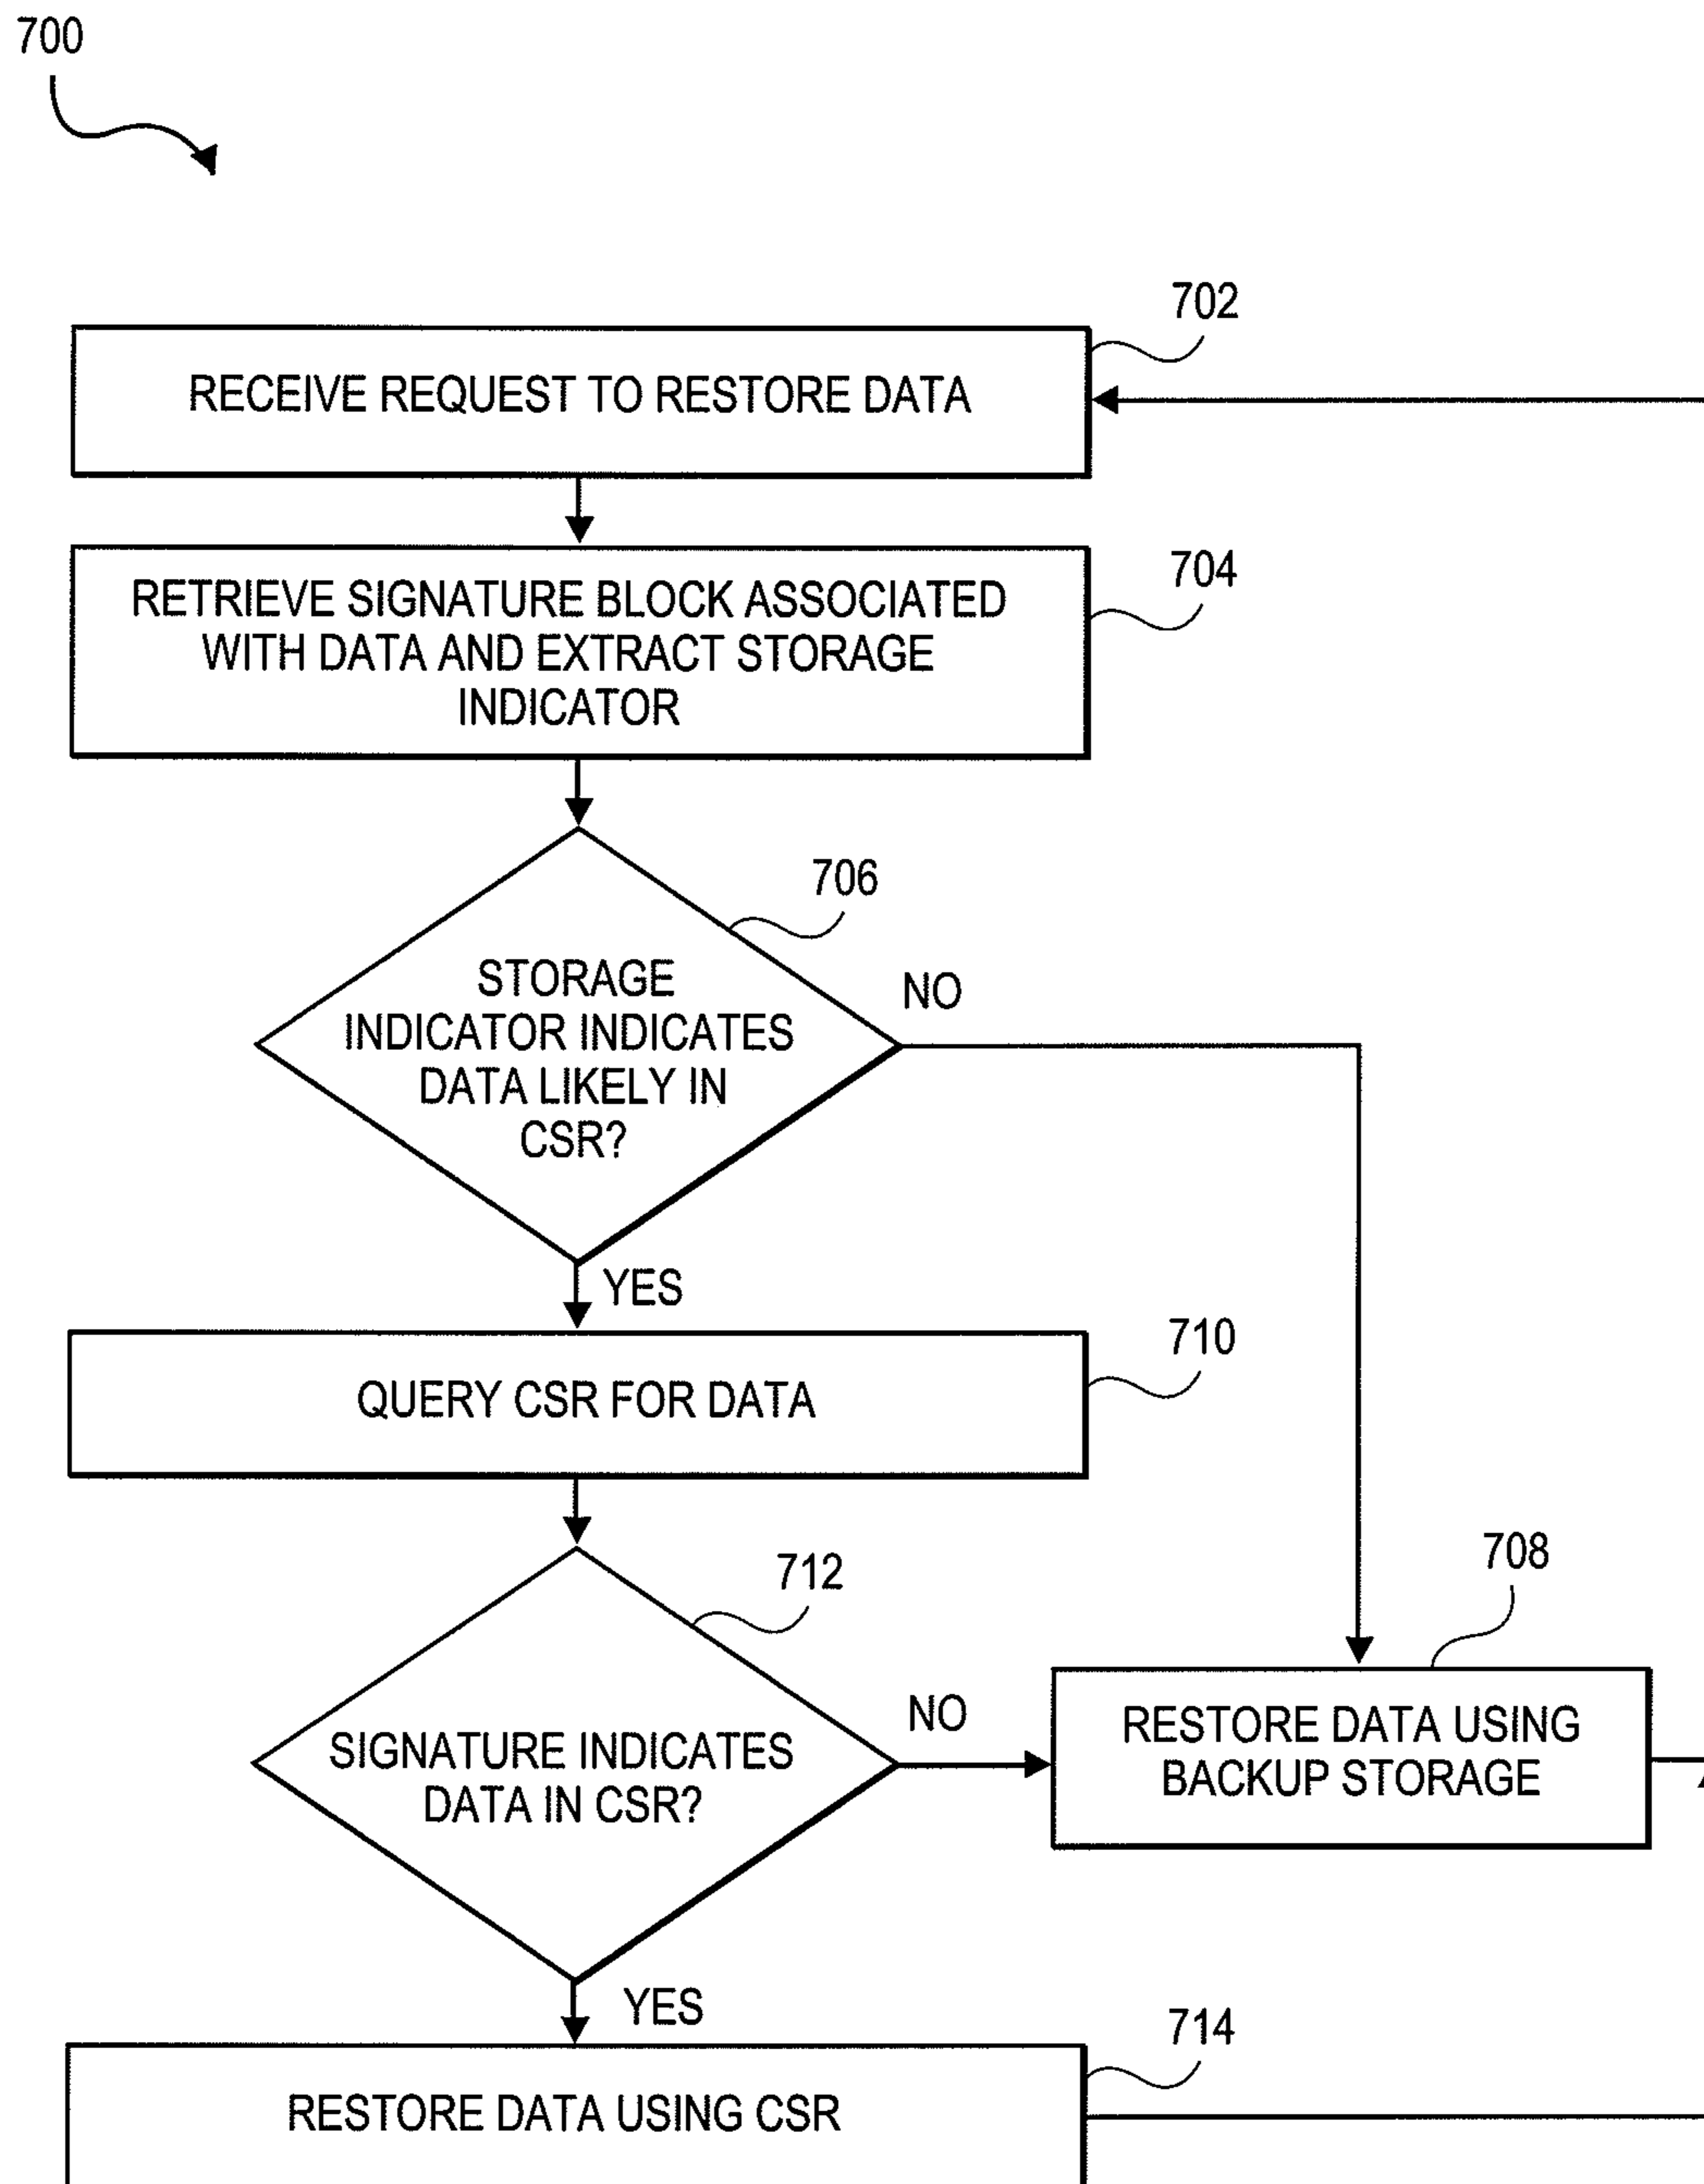 700
702
RECEIVE REQUEST TO RESTORE DATA
704
RETRIEVE SIGNATURE BLOCK ASSOCIATED
WITH DATA AND EXTRACT STORAGE
INDICATOR
706
STORAGE
INDICATOR INDICATES
DATA LIKELY IN
CSR?
NO
YES
710
QUERY CSR FOR DATA
712
SIGNATURE INDICATES
DATA IN CSR?
NO
708
RESTORE DATA USING
BACKUP STORAGE
YES
714
RESTORE DATA USING CSR